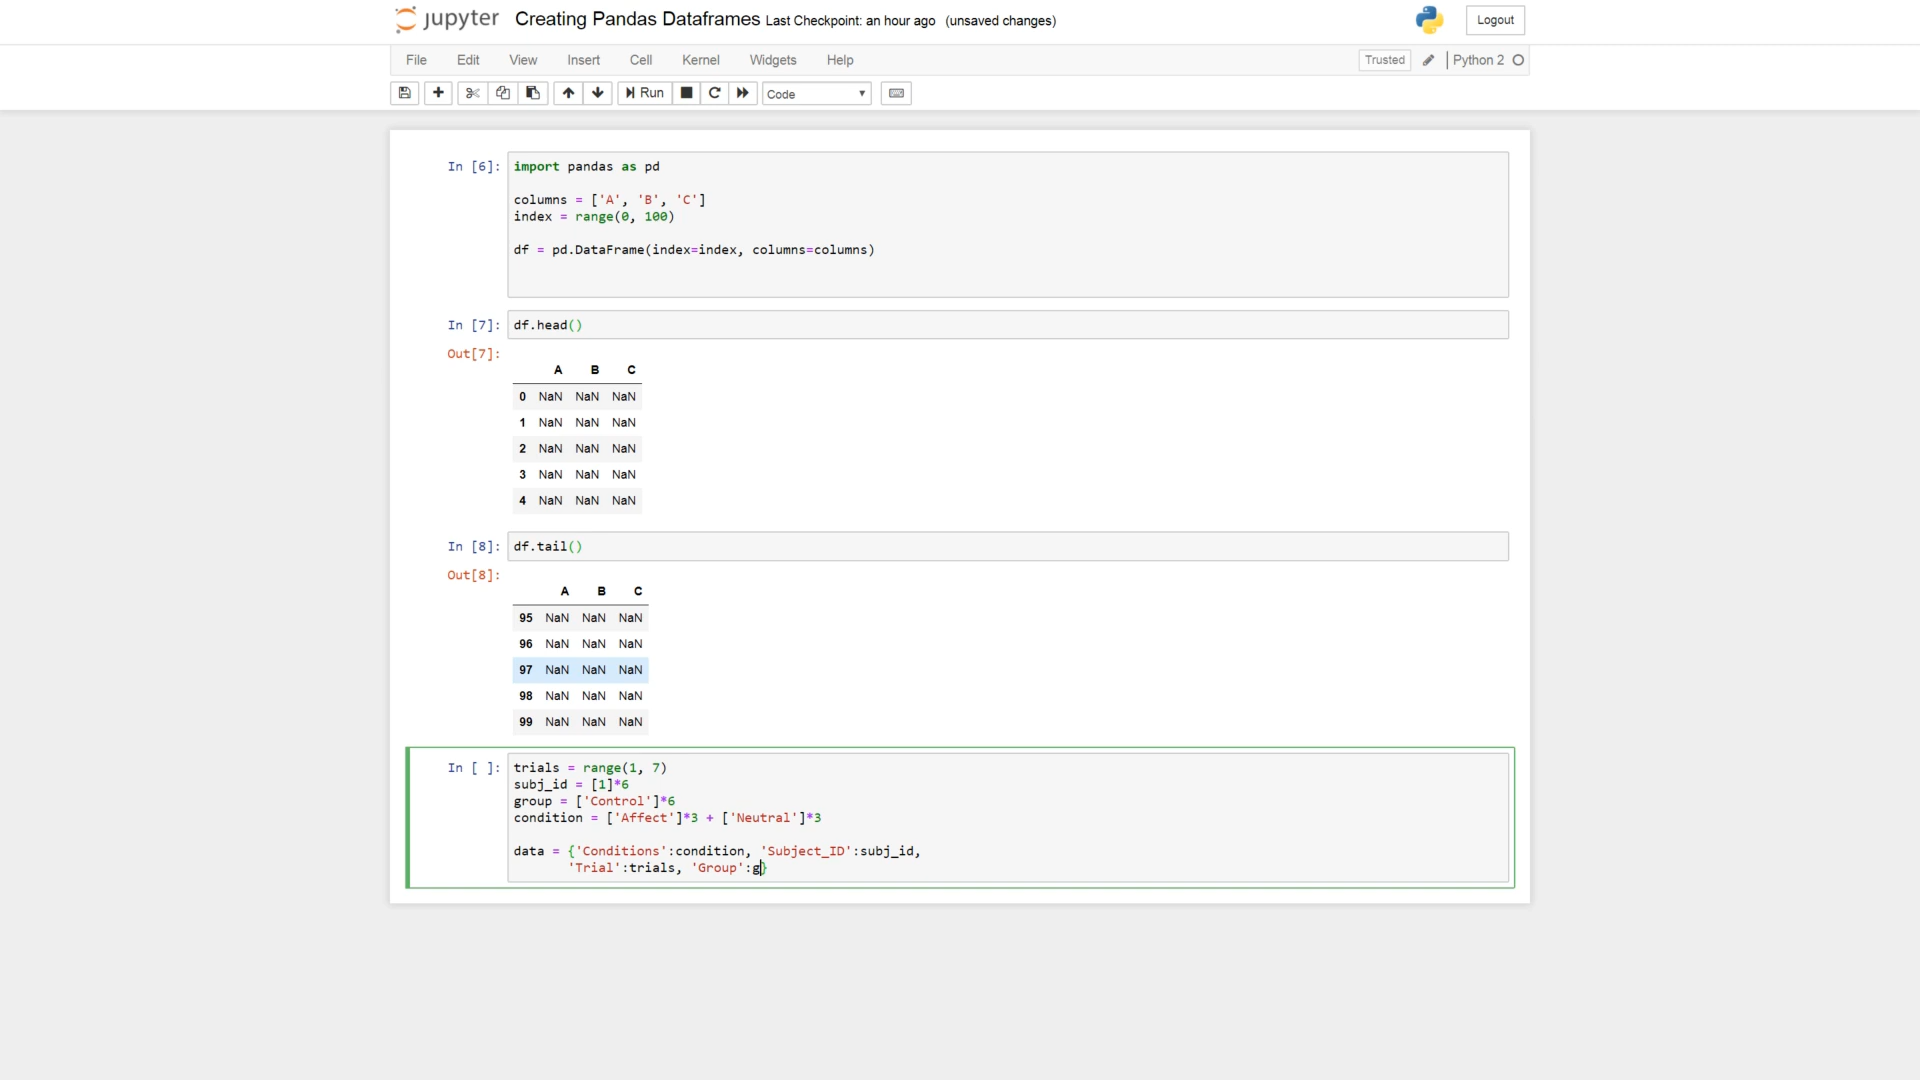 jupyter Creating Pandas Dataframes Last Checkpoint: an hour ago (unsaved changes)
Logout
File Edit View Insert Cell Kernel Widgets Help
Trusted Python 2
Run Code
In [6]: import pandas as pd
columns = ['A', 'B', 'C']
index = range(0, 100)
df = pd.DataFrame(index=index, columns=columns)
In [7]: df.head()
Out[7]:
A B C
0 NaN NaN NaN
1 NaN NaN NaN
2 NaN NaN NaN
3 NaN NaN NaN
4 NaN NaN NaN
In [8]: df.tail()
Out[8]:
A B C
95 NaN NaN NaN
96 NaN NaN NaN
97 NaN NaN NaN
98 NaN NaN NaN
99 NaN NaN NaN
In [ ]: trials = range(1, 7)
subj_id = [1]*6
group = ['Control']*6
condition = ['Affect']*3 + ['Neutral']*3
data = {'Conditions':condition, 'Subject_ID':subj_id,
'Trial':trials, 'Group':g}